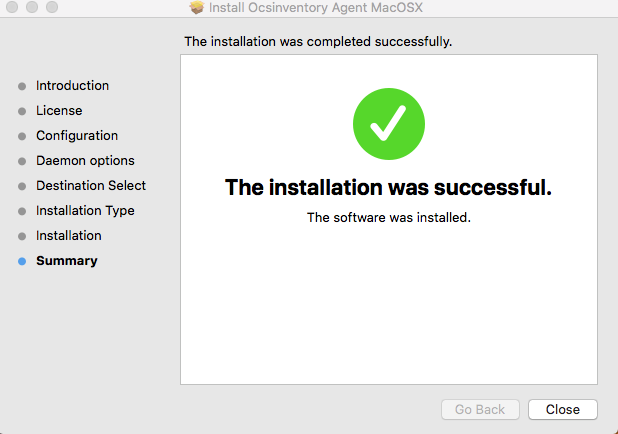 Install Ocsinventory Agent MacOSX
The installation was completed successfully.
Introduction
License
Configuration
Daemon options
Destination Select
Installation Type
Installation
Summary
The installation was successful.
The software was installed.
Go Back
Close